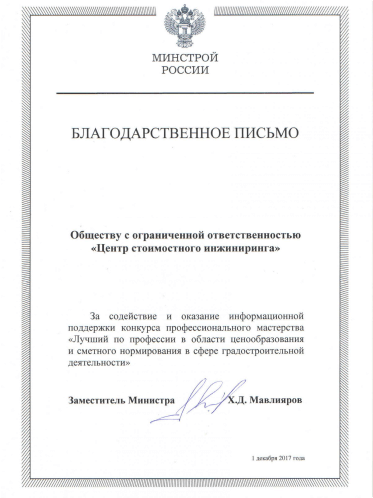 МИНСТРОЙ
РОССИИ
БЛАГОДАРСТВЕННОЕ ПИСЬМО
Обществу с ограниченной ответственностью
«Центр стоимостного инжиниринга»
За содействие и оказание информационной
поддержки конкурса профессионального мастерства
«Лучший по профессии в области ценообразования
и сметного нормирования в сфере градостроительной
деятельности»
Заместитель Министра Х.Д. Мавлияров
1 декабря 2017 года